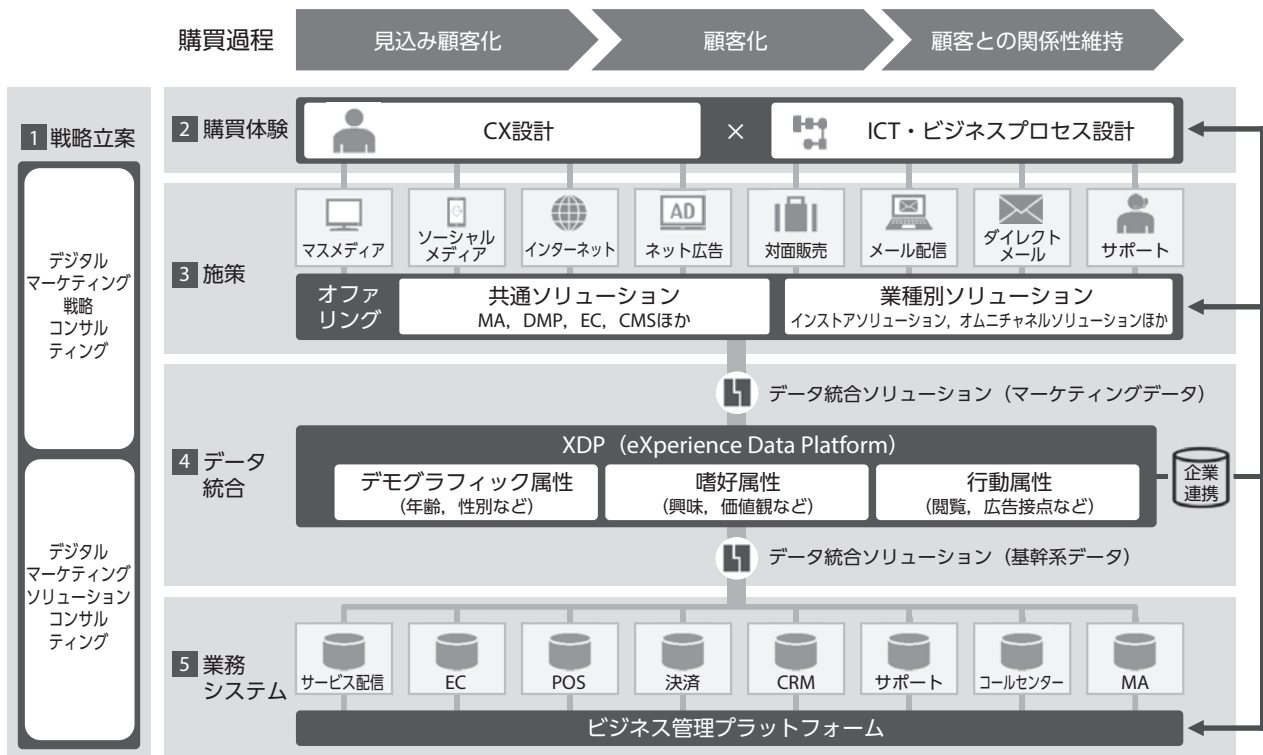 購買過程
見込み顧客化
顧客化
顧客との関係性維持
1 戦略立案
デジタル
マーケティング
戦略
コンサル
ティング
デジタル
マーケティング
ソリューション
コンサル
ティング
2 購買体験
CX設計
×
ICT・ビジネスプロセス設計
3 施策
マスメディア
ソーシャル
メディア
インターネット
AD
ネット広告
対面販売
メール配信
ダイレクト
メール
サポート
オファ
リング
共通ソリューション
MA，DMP，EC，CMSほか
業種別ソリューション
インストアソリューション，オムニチャネルソリューションほか
データ統合ソリューション（マーケティングデータ）
4 データ
統合
XDP（eXperience Data Platform）
デモグラフィック属性
（年齢，性別など）
嗜好属性
（興味，価値観など）
行動属性
（閲覧，広告接点など）
企業
連携
データ統合ソリューション（基幹系データ）
5 業務
システム
サービス配信
EC
POS
決済
CRM
サポート
コールセンター
MA
ビジネス管理プラットフォーム